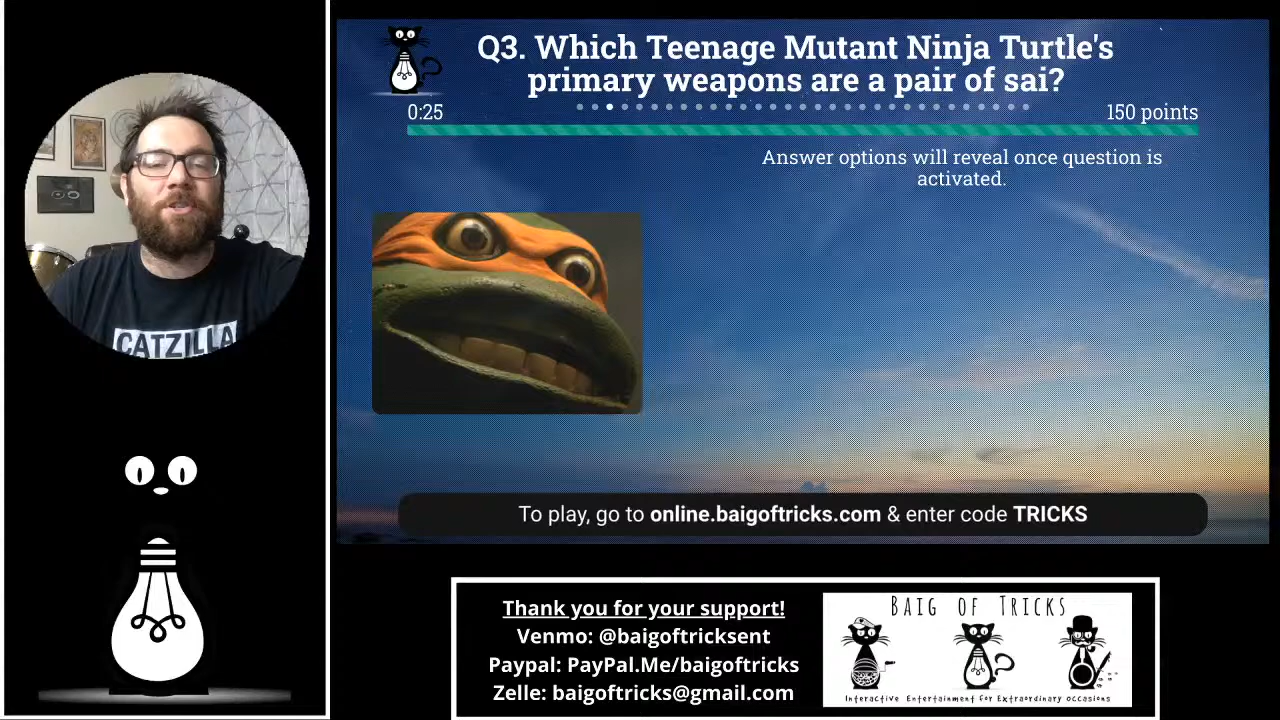 Q3. Which Teenage Mutant Ninja Turtle's
primary weapons are a pair of sai?
0:25
150 points
Answer options will reveal once question is
activated.
CATZILLA
To play, go to online.baigoftricks.com & enter code TRICKS
Thank you for your support!
Venmo: @baigoftricksent
Paypal: PayPal.Me/baigoftricks
Zelle: baigoftricks@gmail.com
BAIG OF TRICKS
Interactive Entertainment for Extraordinary Occasions